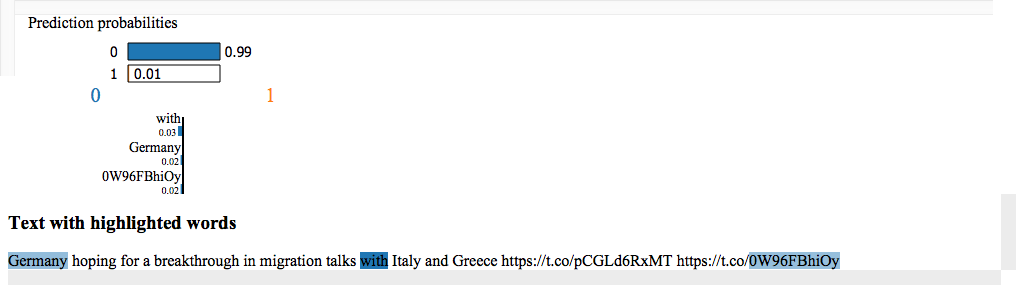 Prediction probabilities
0 0.99
1 0.01
0 1
with
0.03
Germany
0.02
0W96FBhiOy
0.02
Text with highlighted words
Germany hoping for a breakthrough in migration talks with Italy and Greece https://t.co/pCGLd6RxMT https://t.co/0W96FBhiOy